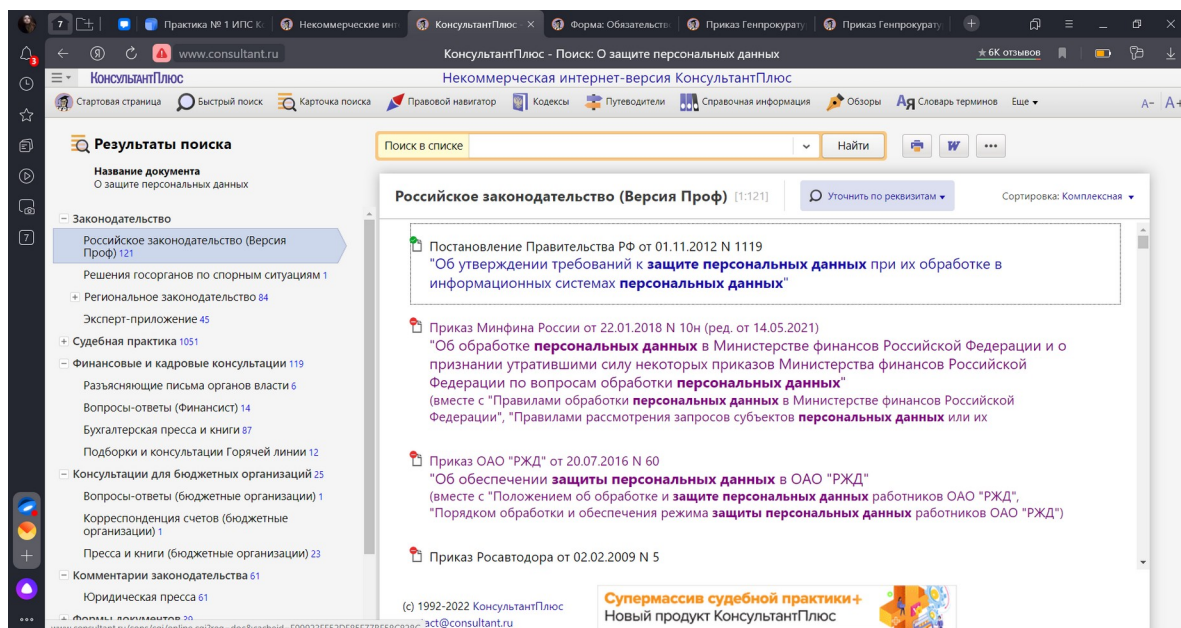 7
Практика № 1 ИПС К
Некоммерческие инт
КонсультантПлюс
Форма: Обязательств
Приказ Генпрокурату
Приказ Генпрокурату
www.consultant.ru
КонсультантПлюс - Поиск: О защите персональных данных
★ 6К отзывов
КонсультантПлюс
Некоммерческая интернет-версия КонсультантПлюс
Стартовая страница Быстрый поиск Карточка поиска Правовой навигатор Кодексы Путеводители Справочная информация Обзоры Словарь терминов Еще
A- A+
Результаты поиска
Название документа
О защите персональных данных
Законодательство
Российское законодательство (Версия
Проф) 121
Решения госорганов по спорным ситуациям 1
Региональное законодательство 84
Эксперт-приложение 45
Судебная практика 1051
Финансовые и кадровые консультации 119
Разъясняющие письма органов власти 6
Вопросы-ответы (Финансист) 14
Бухгалтерская пресса и книги 87
Подборки и консультации Горячей линии 12
Консультации для бюджетных организаций 25
Вопросы-ответы (бюджетные организации) 1
Корреспонденция счетов (бюджетные
организации) 1
Пресса и книги (бюджетные организации) 23
Комментарии законодательства 61
Юридическая пресса 61
Формы документов
Поиск в списке
Найти
Российское законодательство (Версия Проф) [1:121]
Уточнить по реквизитам
Сортировка: Комплексная
Постановление Правительства РФ от 01.11.2012 N 1119
"Об утверждении требований к защите персональных данных при их обработке в
информационных системах персональных данных"
Приказ Минфина России от 22.01.2018 N 10н (ред. от 14.05.2021)
"Об обработке персональных данных в Министерстве финансов Российской Федерации и о
признании утратившими силу некоторых приказов Министерства финансов Российской
Федерации по вопросам обработки персональных данных"
(вместе с "Правилами обработки персональных данных в Министерстве финансов Российской
Федерации", "Правилами рассмотрения запросов субъектов персональных данных или их
Приказ ОАО "РЖД" от 20.07.2016 N 60
"Об обеспечении защиты персональных данных в ОАО "РЖД"
(вместе с "Положением об обработке и защите персональных данных работников ОАО "РЖД",
"Порядком обработки и обеспечения режима защиты персональных данных работников ОАО "РЖД")
Приказ Росавтодора от 02.02.2009 N 5
(c) 1992-2022 КонсультантПлюс
act@consultant.ru
Супермассив судебной практики+
Новый продукт КонсультантПлюс